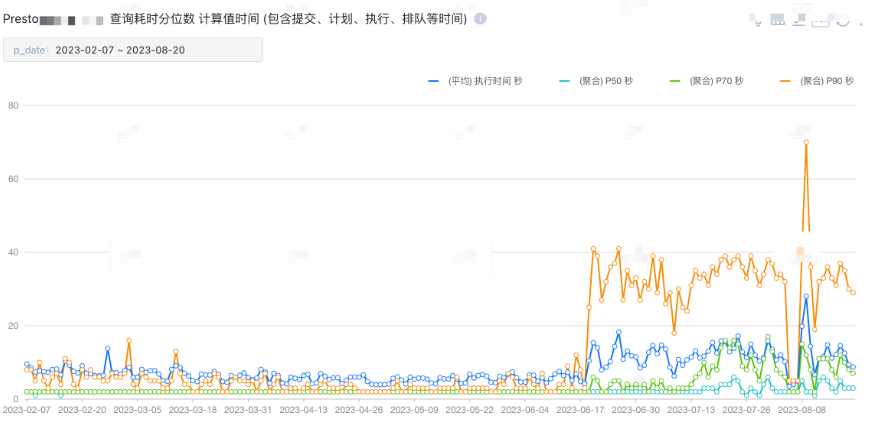 Presto 查询耗时分位数 计算值时间 (包含提交、计划、执行、排队等时间)
p_date: 2023-02-07 ~ 2023-08-20
(平均) 执行时间 秒 (聚合) P50 秒 (聚合) P70 秒 (聚合) P90 秒
80
60
40
20
0
2023-02-07 2023-02-22 2023-03-05 2023-03-18 2023-03-31 2023-04-13 2023-04-26 2023-05-09 2023-05-22 2023-06-04 2023-06-17 2023-06-30 2023-07-13 2023-07-26 2023-08-08